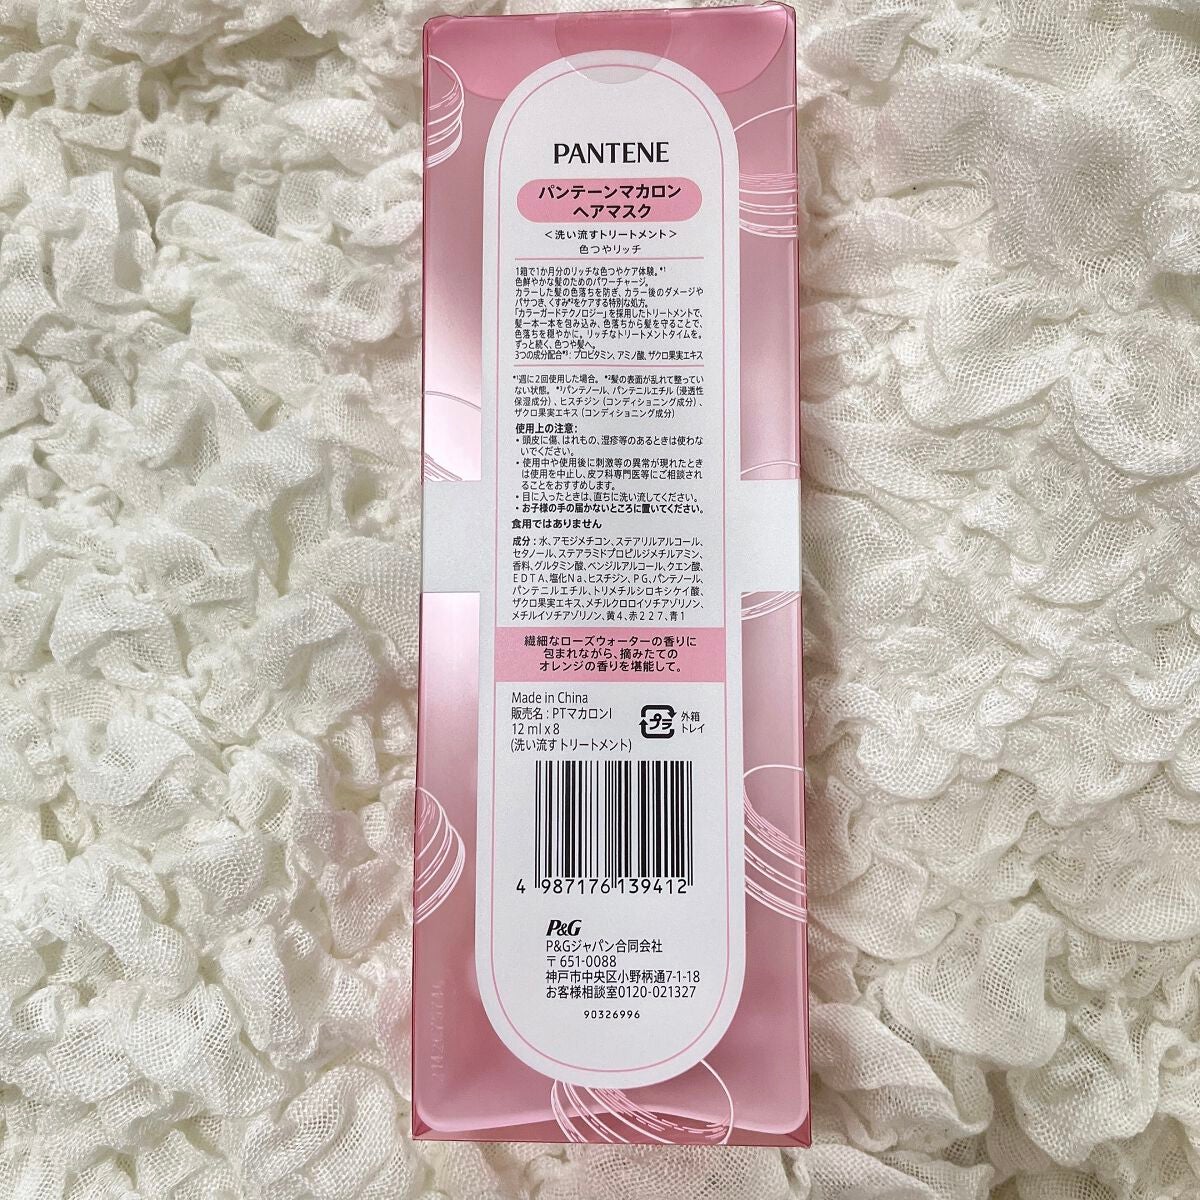 PANTENE
パンテーンマカロン
ヘアマスク
＜洗い流すトリートメント＞
色つやリッチ
1箱で1か月分のリッチな色つやケア体験。*1
色鮮やかな髪のためのパワーチャージ。
カラーした髪の色落ちを防ぎ、カラー後のダメージや
パサつき、くすみ*2をケアする特別な処方。
「カラーガードテクノロジー」を採用したトリートメントで、
髪一本一本を包み込み、色落ちから髪を守ることで、
色落ちを穏やかに。リッチなトリートメントタイムを。
ずっと続く、色つや髪へ。
3つの成分配合*3：プロビタミン、アミノ酸、ザクロ果実エキス
*1週に2回使用した場合。 *2髪の表面が乱れて整ってい
ない状態。 *3パンテノール、パンテニルエチル（浸透性
保湿成分）、ヒスチジン（コンディショニング成分）、
ザクロ果実エキス（コンディショニング成分）
使用上の注意：
・頭皮に傷、はれもの、湿疹等のあるときは使わな
いでください。
・使用中や使用後に刺激等の異常が現れたとき
は使用を中止し、皮フ科専門医等にご相談され
ることをおすすめします。
・目に入ったときは、直ちに洗い流してください。
・お子様の手の届かないところに置いてください。
食用ではありません
成分：水、アモジメチコン、ステアリルアルコール、
セタノール、ステアラミドプロピルジメチルアミン、
香料、グルタミン酸、ベンジルアルコール、クエン酸、
EDTA、塩化Na、ヒスチジン、PG、パンテノール、
パンテニルエチル、トリメチルシロキシケイ酸、
ザクロ果実エキス、メチルクロロイソチアゾリノン、
メチルイソチアゾリノン、黄4、赤227、青1
繊細なローズウォーターの香りに
包まれながら、摘みたての
オレンジの香りを堪能して。
Made in China
販売名：PTマカロンI
12 ml x 8
(洗い流すトリートメント)
プラ
外箱
トレイ
4 987176 139412
P&G
P&Gジャパン合同会社
〒651-0088
神戸市中央区小野柄通7-1-18
お客様相談室0120-021327
90326996